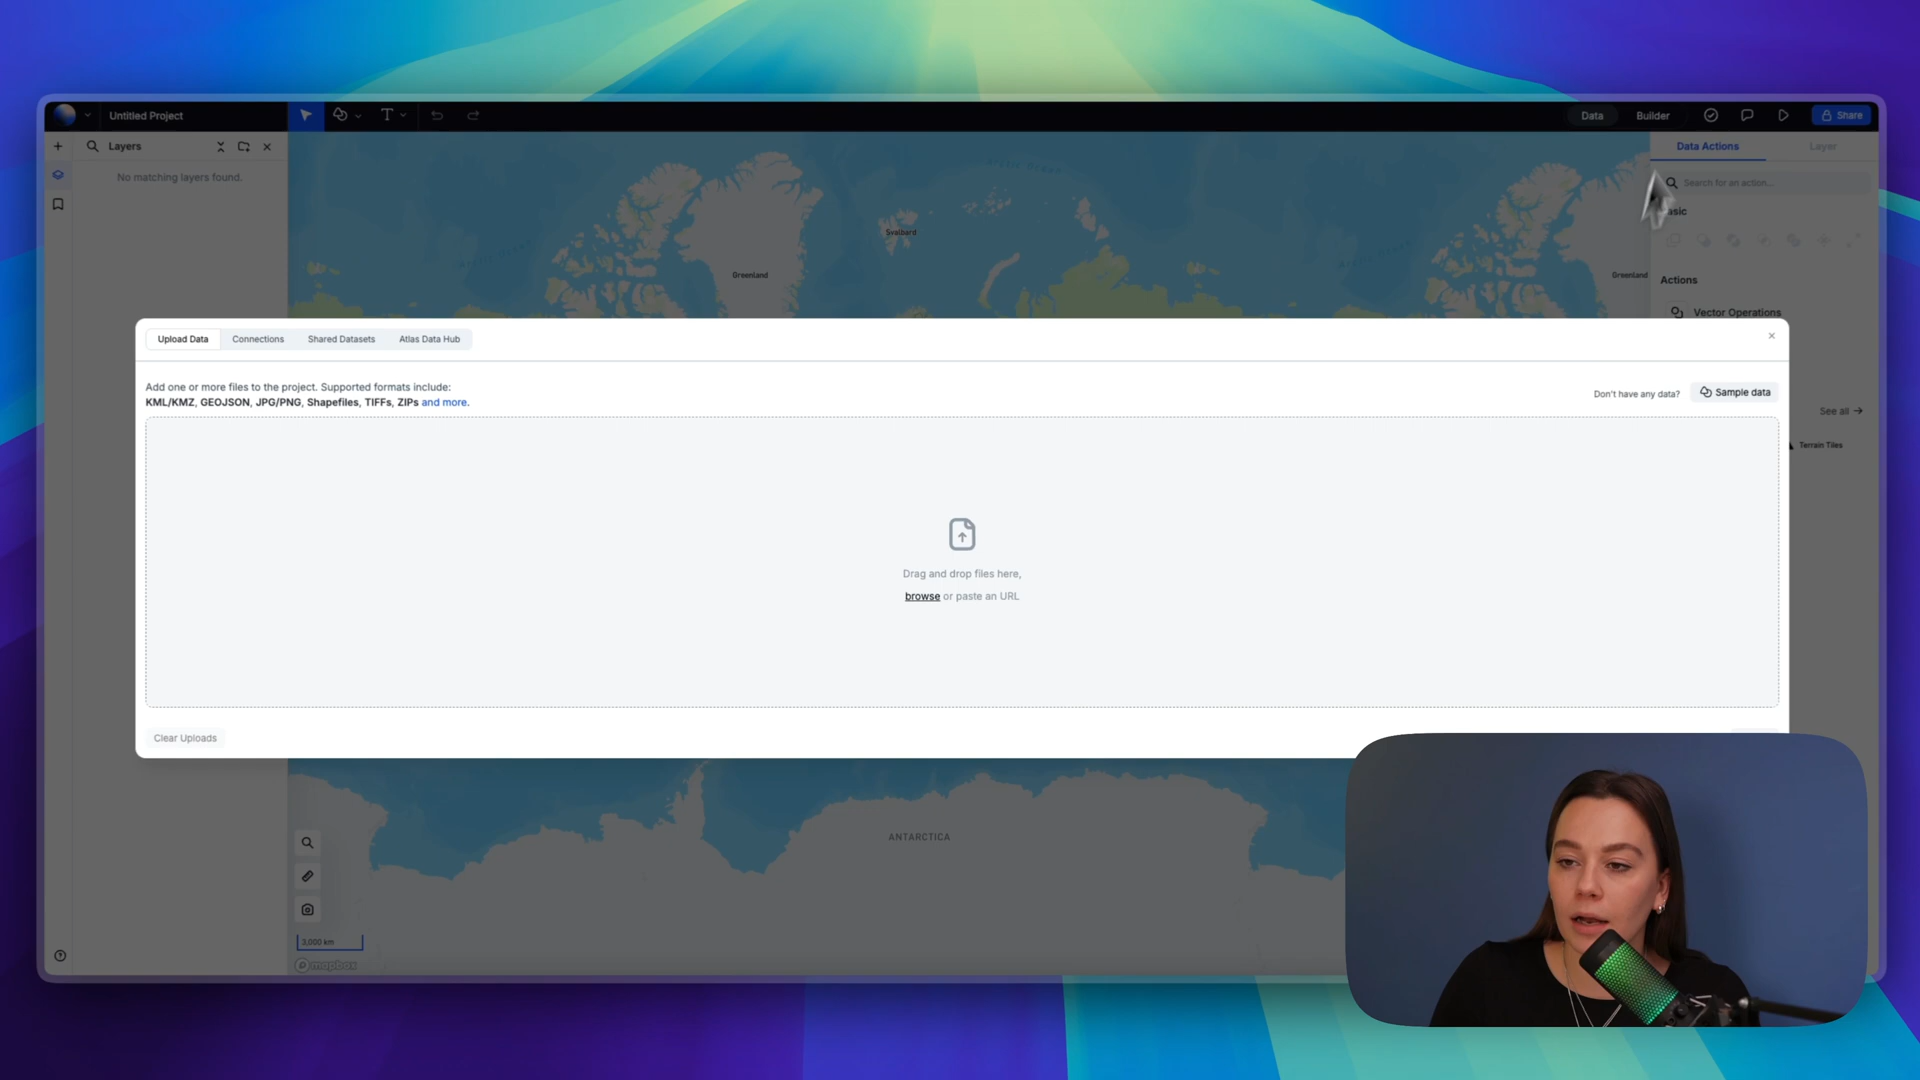 Untitled Project
Data
Builder
Share
Layers
No matching layers found.
Data Actions
Layer
Search for an action...
Actions
Vector Operations
See all →
Terrain Tiles
Svalbard
Greenland
Greenland
Upload Data
Connections
Shared Datasets
Atlas Data Hub
Add one or more files to the project. Supported formats include:
KML/KMZ, GEOJSON, JPG/PNG, Shapefiles, TIFFs, ZIPs and more.
Don't have any data?
Sample data
Drag and drop files here,
browse or paste an URL
Clear Uploads
ANTARCTICA
3,000 km
mapbox